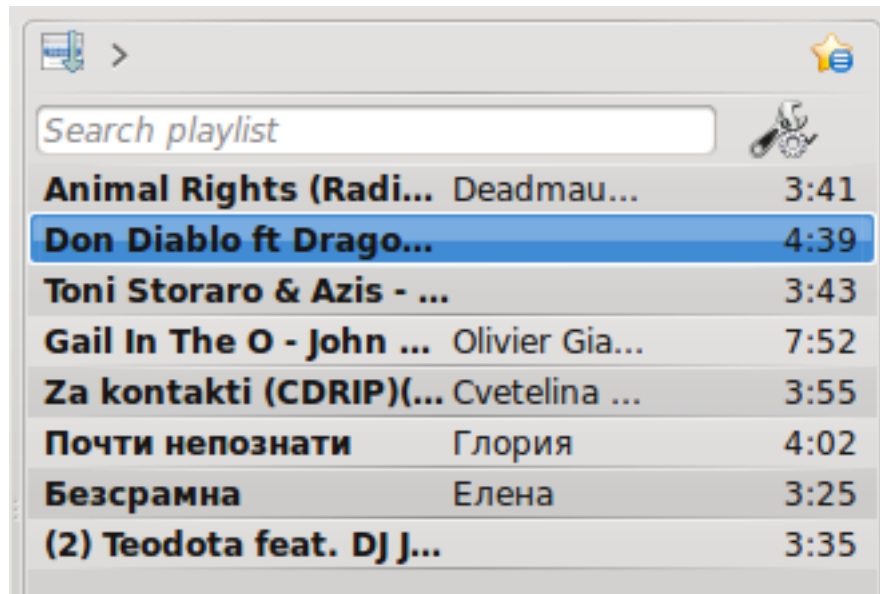 >
Search playlist
Animal Rights (Radi... Deadmau... 3:41
Don Diablo ft Drago... 4:39
Toni Storaro & Azis - ... 3:43
Gail In The O - John ... Olivier Gia... 7:52
Za kontakti (CDRIP)(... Cvetelina ... 3:55
Почти непознати Глория 4:02
Безсрамна Елена 3:25
(2) Teodota feat. DJ J... 3:35